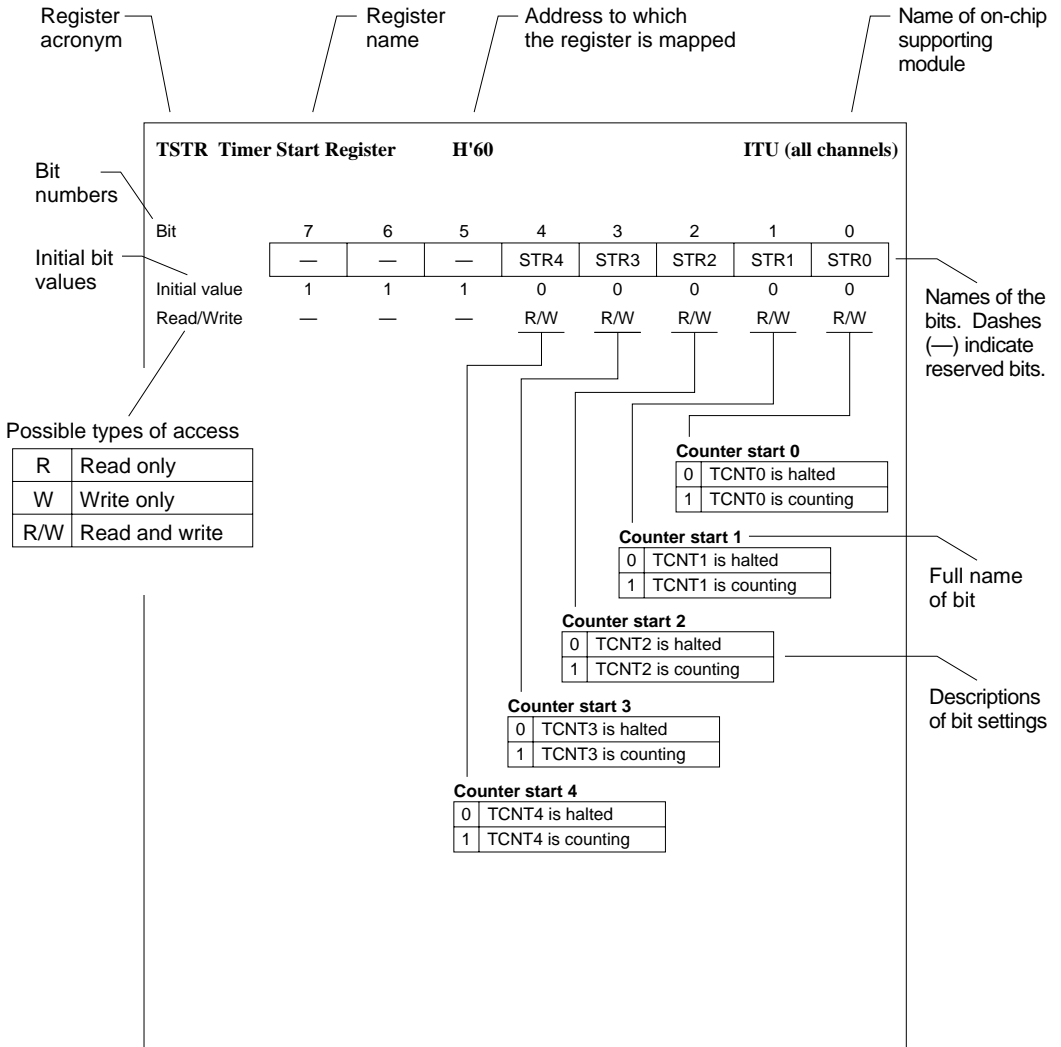 Register acronym
Register name
Address to which the register is mapped
Name of on-chip supporting module
TSTR Timer Start Register H'60 ITU (all channels)
Bit numbers
Bit 7 6 5 4 3 2 1 0
— — — STR4 STR3 STR2 STR1 STR0
Initial bit values
Initial value 1 1 1 0 0 0 0 0
Read/Write — — — R/W R/W R/W R/W R/W
Names of the bits. Dashes (—) indicate reserved bits.
Possible types of access
R Read only
W Write only
R/W Read and write
Counter start 0
0 TCNT0 is halted
1 TCNT0 is counting
Counter start 1
0 TCNT1 is halted
1 TCNT1 is counting
Full name of bit
Counter start 2
0 TCNT2 is halted
1 TCNT2 is counting
Descriptions of bit settings
Counter start 3
0 TCNT3 is halted
1 TCNT3 is counting
Counter start 4
0 TCNT4 is halted
1 TCNT4 is counting